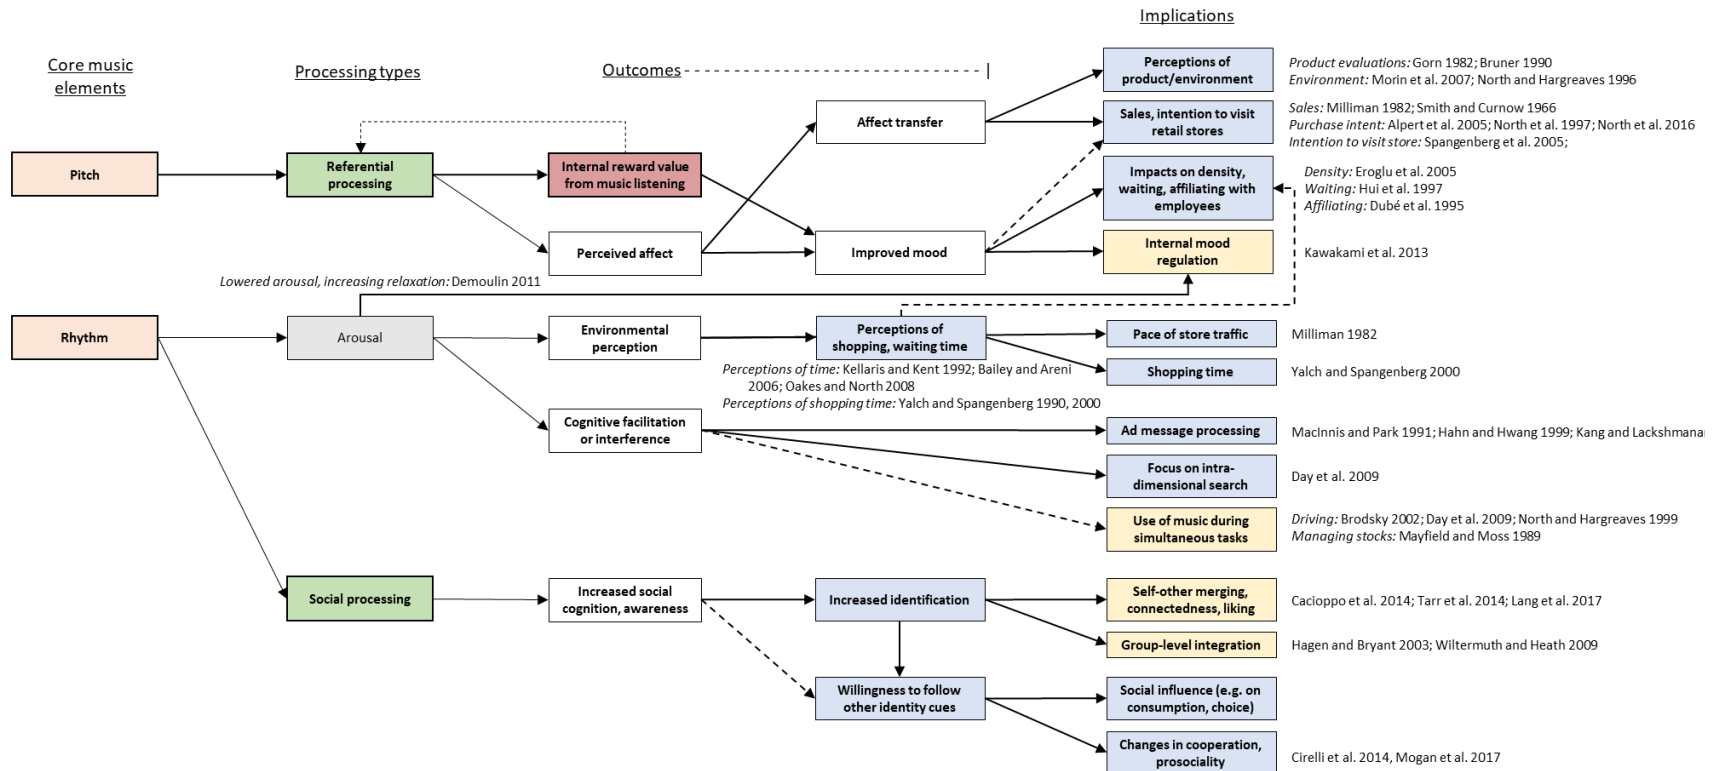 Implications
Core music
elements
Processing types
Outcomes
Perceptions of
product/environment
Product evaluations: Gorn 1982; Bruner 1990
Environment: Morin et al. 2007; North and Hargreaves 1996
Affect transfer
Sales, intention to visit
retail stores
Sales: Milliman 1982; Smith and Curnow 1966
Purchase intent: Alpert et al. 2005; North et al. 1997; North et al. 2016
Intention to visit store: Spangenberg et al. 2005;
Pitch
Referential
processing
Internal reward value
from music listening
Impacts on density,
waiting, affiliating with
employees
Density: Eroglu et al. 2005
Waiting: Hui et al. 1997
Affiliating: Dubé et al. 1995
Perceived affect
Improved mood
Internal mood
regulation
Kawakami et al. 2013
Lowered arousal, increasing relaxation: Demoulin 2011
Rhythm
Arousal
Environmental
perception
Perceptions of
shopping, waiting time
Pace of store traffic
Milliman 1982
Shopping time
Yalch and Spangenberg 2000
Perceptions of time: Kellaris and Kent 1992; Bailey and Areni
2006; Oakes and North 2008
Perceptions of shopping time: Yalch and Spangenberg 1990, 2000
Cognitive facilitation
or interference
Ad message processing
MacInnis and Park 1991; Hahn and Hwang 1999; Kang and Lackshmana
Focus on intra-
dimensional search
Day et al. 2009
Use of music during
simultaneous tasks
Driving: Brodsky 2002; Day et al. 2009; North and Hargreaves 1999
Managing stocks: Mayfield and Moss 1989
Social processing
Increased social
cognition, awareness
Increased identification
Self-other merging,
connectedness, liking
Cacioppo et al. 2014; Tarr et al. 2014; Lang et al. 2017
Group-level integration
Hagen and Bryant 2003; Wiltermuth and Heath 2009
Willingness to follow
other identity cues
Social influence (e.g. on
consumption, choice)
Changes in cooperation,
prosociality
Cirelli et al. 2014, Mogan et al. 2017